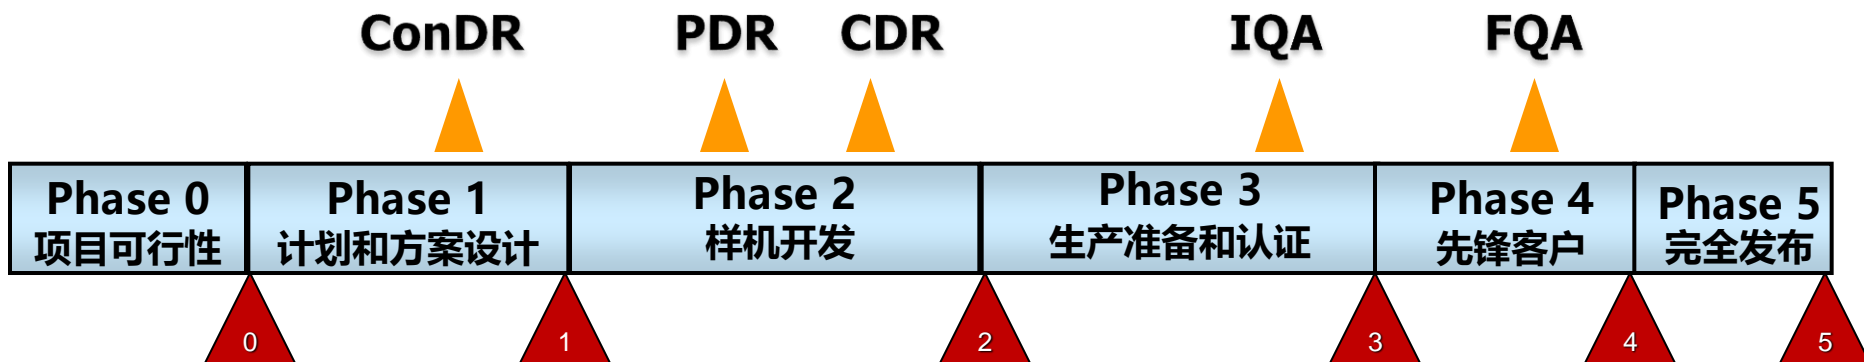 ConDR PDR CDR IQA FQA
Phase 0
项目可行性
Phase 1
计划和方案设计
Phase 2
样机开发
Phase 3
生产准备和认证
Phase 4
先锋客户
Phase 5
完全发布
0 1 2 3 4 5